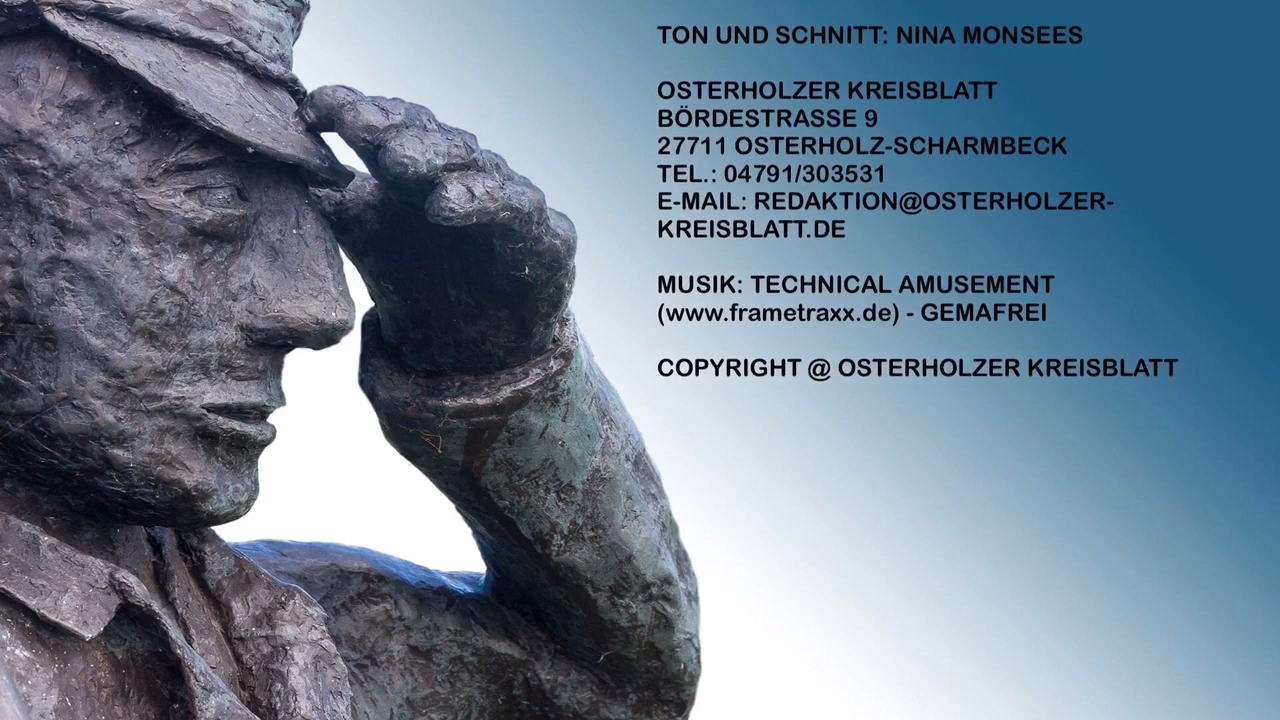 TON UND SCHNITT: NINA MONSEES
OSTERHOLZER KREISBLATT
BÖRDESTRASSE 9
27711 OSTERHOLZ-SCHARMBECK
TEL.: 04791/303531
E-MAIL: REDAKTION@OSTERHOLZER-
KREISBLATT.DE
MUSIK: TECHNICAL AMUSEMENT
(www.frametraxx.de) - GEMAFREI
COPYRIGHT @ OSTERHOLZER KREISBLATT